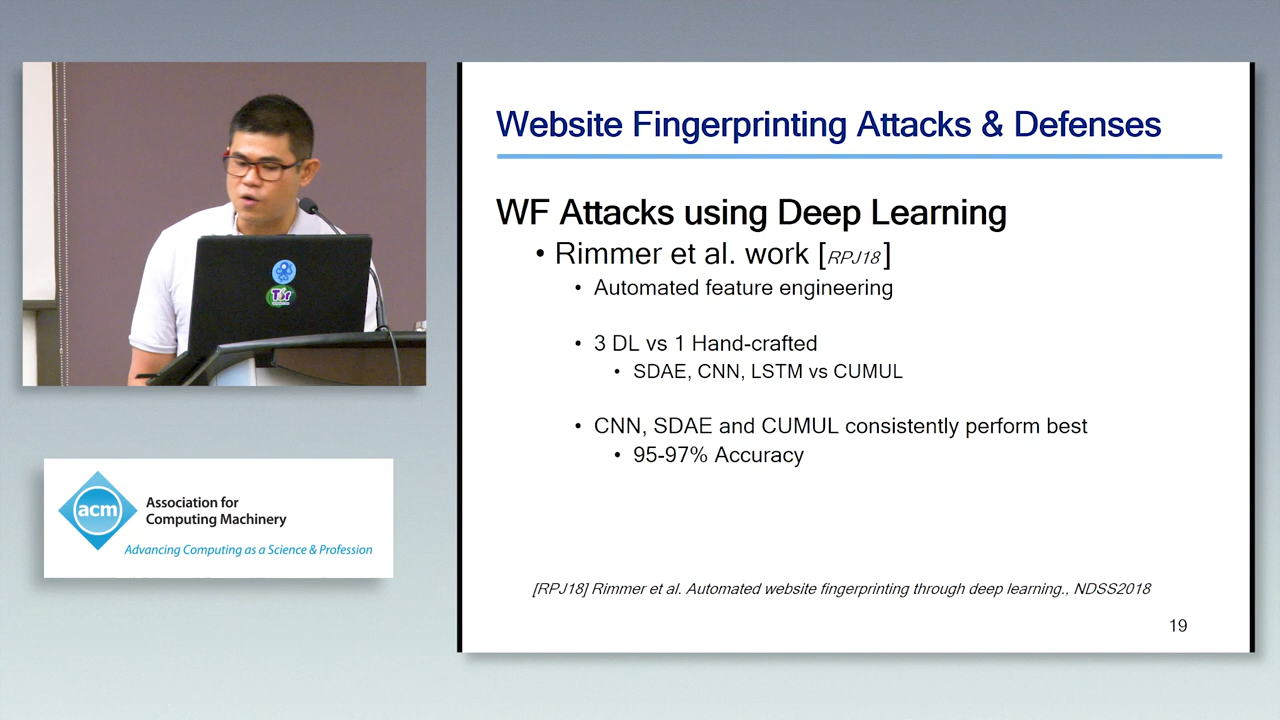 Website Fingerprinting Attacks & Defenses
WF Attacks using Deep Learning
• Rimmer et al. work [RPJ18]
• Automated feature engineering
• 3 DL vs 1 Hand-crafted
• SDAE, CNN, LSTM vs CUMUL
• CNN, SDAE and CUMUL consistently perform best
• 95-97% Accuracy
[RPJ18] Rimmer et al. Automated website fingerprinting through deep learning., NDSS2018
19
Tor
acm
Association for
Computing Machinery
Advancing Computing as a Science & Profession